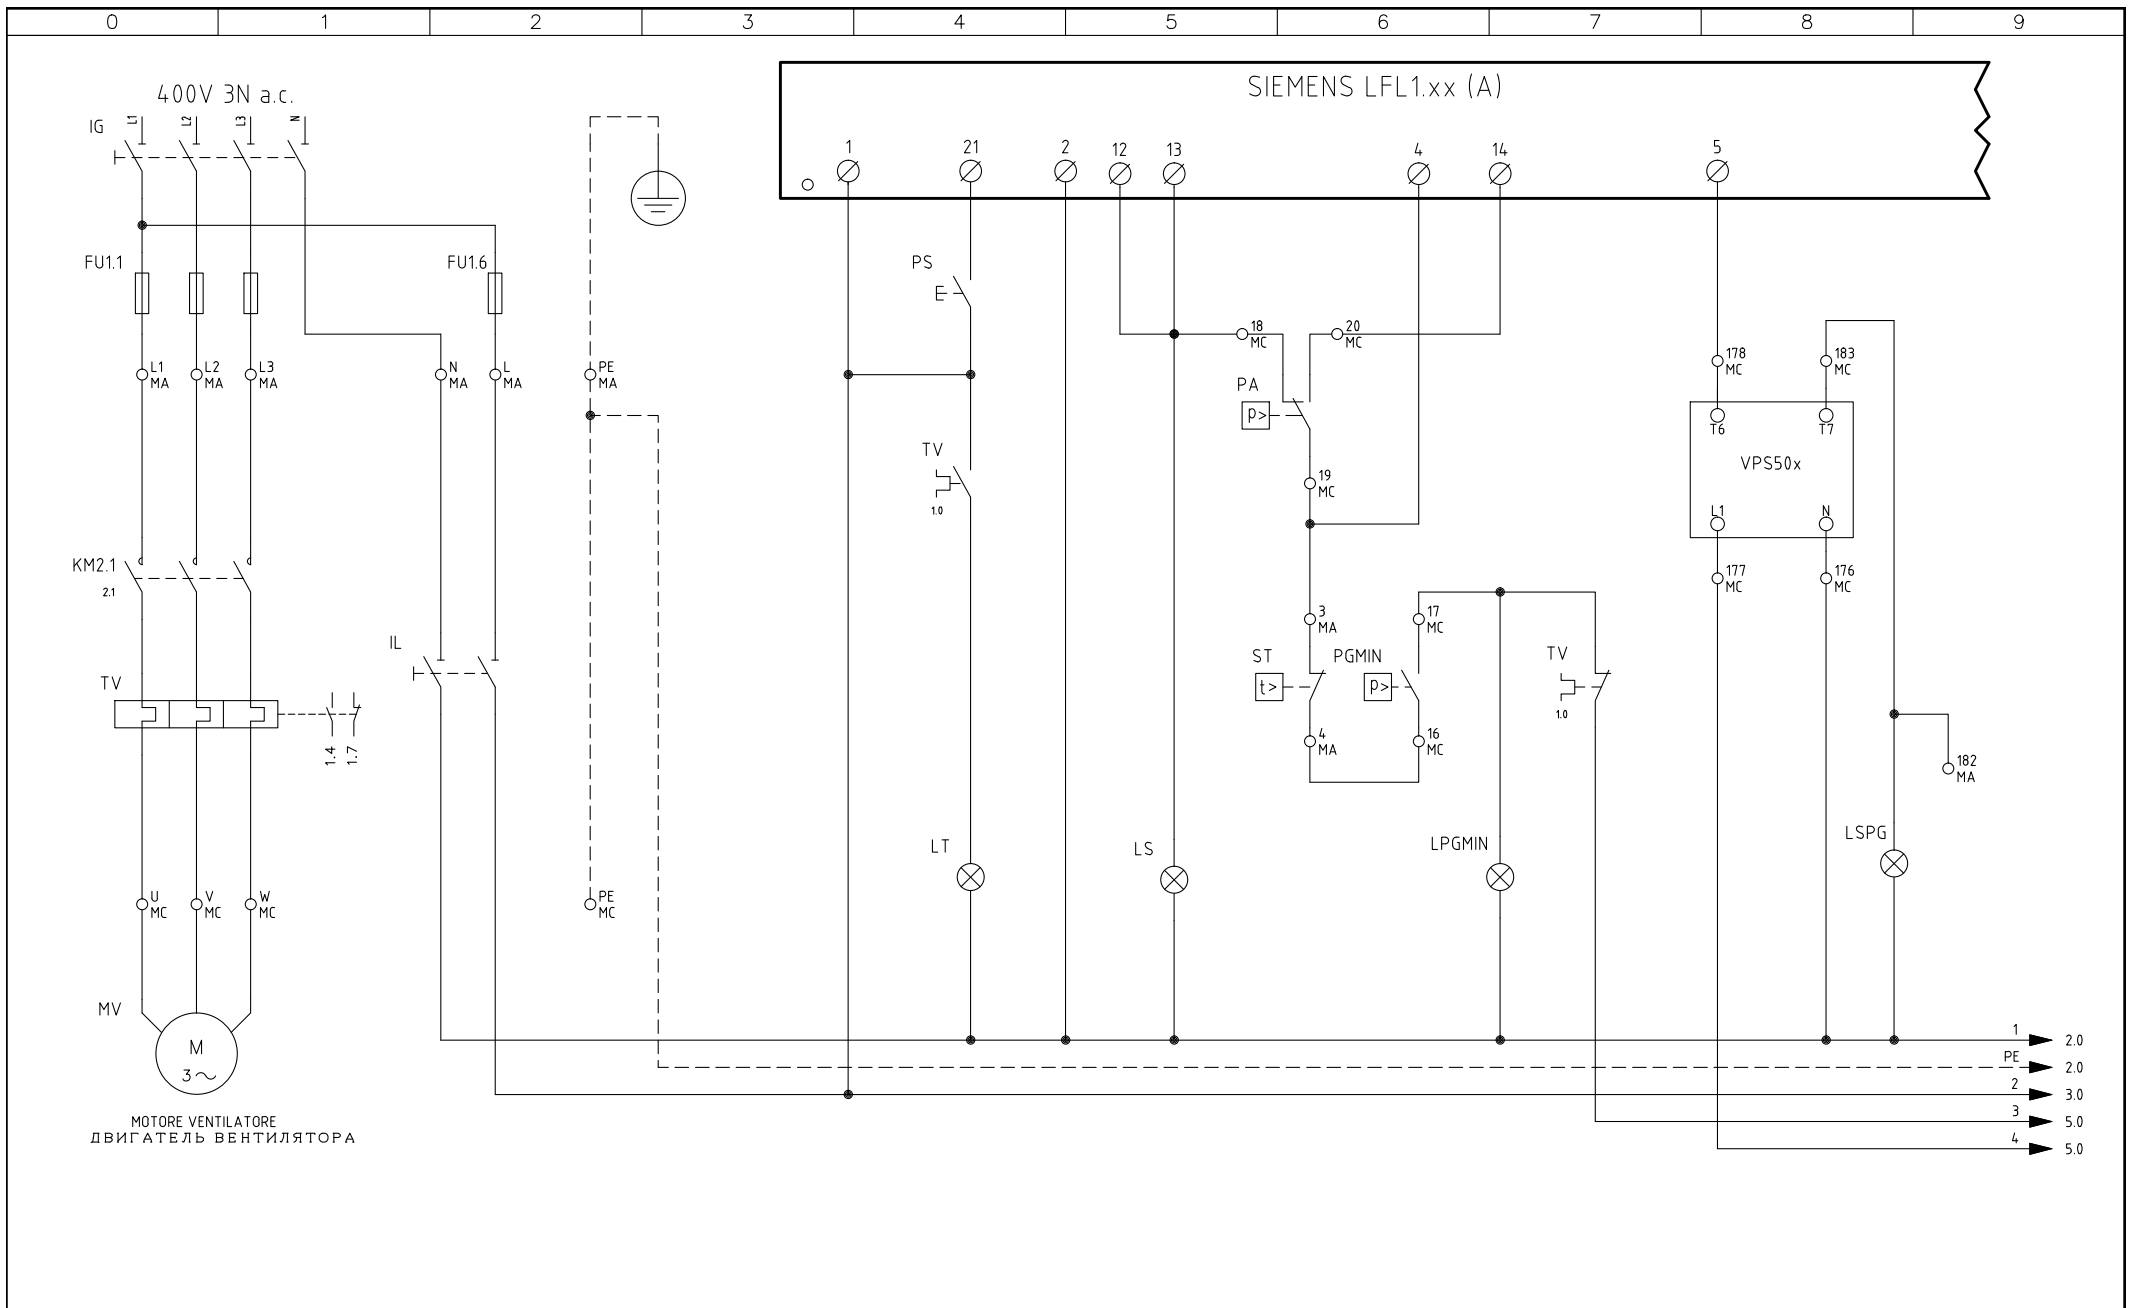 0 1 2 3 4 5 6 7 8 9
SIEMENS LFL1.xx (A)
400V 3N a.c.
IG L1 L2 L3 N
1 21 2 12 13 4 14 5
FU1.1 FU1.6 PS
18 20
MC MC
178 183
MC MC
L1 L2 L3 N L PE
MA MA MA MA MA MA
PA
p>
T6 T7
TV
VPS50x
1.0
19
MC
L1 N
KM2.1
2.1
177 176
MC MC
3 17
MA MC
IL
ST PGMIN TV
t> p>
1.0
TV
1.4 1.7
4 16
MA MC
182
MA
LT LS LPGMIN LSPG
U V W PE
MC MC MC MC
MV
M
3~
1 2.0
PE 2.0
2 3.0
3 5.0
4 5.0
MOTORE VENTILATORE
ДВИГАТЕЛЬ ВЕНТИЛЯТОРА